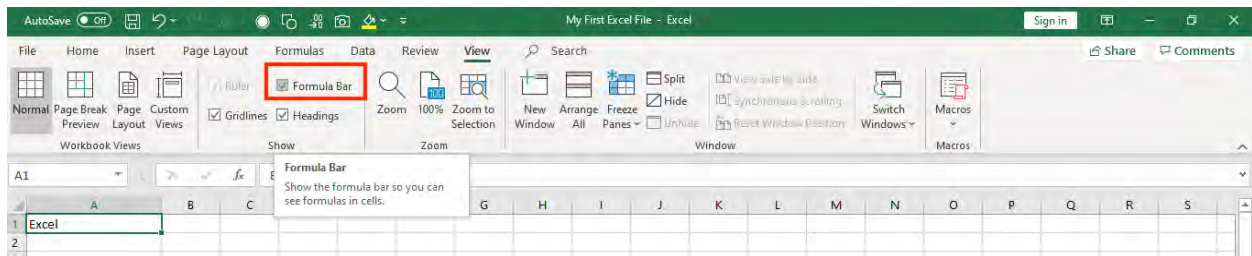 AutoSave Off My First Excel File - Excel Sign in
File Home Insert Page Layout Formulas Data Review View Search Share Comments
Normal Page Break Preview Page Layout Custom Views
Workbook Views
Ruler Formula Bar
Gridlines Headings
Show
Zoom 100% Zoom to Selection
Zoom
New Window Arrange All Freeze Panes
Split
Hide
Unhide
View Side by Side
Synchronous Scrolling
Reset Window Position
Switch Windows
Window
Macros
Macros
A1 fx
Formula Bar
Show the formula bar so you can
see formulas in cells.
A B C G H I J K L M N O P Q R S
1 Excel
2